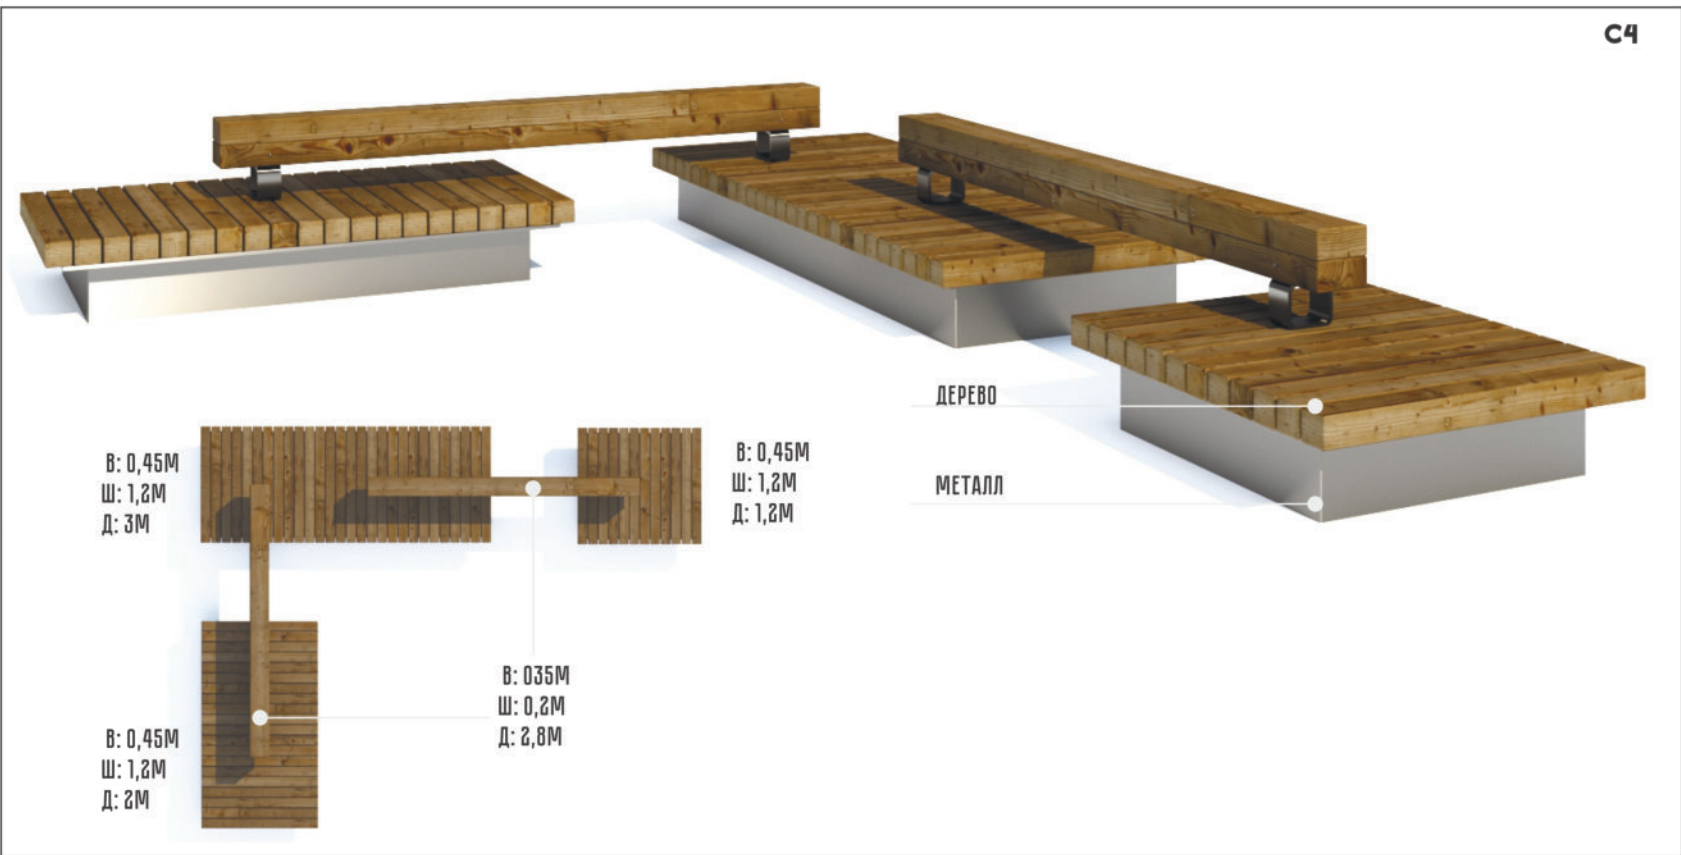 С4
ДЕРЕВО
МЕТАЛЛ
В: 0,45М
Ш: 1,2М
Д: 3М
В: 0,45М
Ш: 1,2М
Д: 1,2М
В: 035М
Ш: 0,2М
Д: 2,8М
В: 0,45М
Ш: 1,2М
Д: 2М